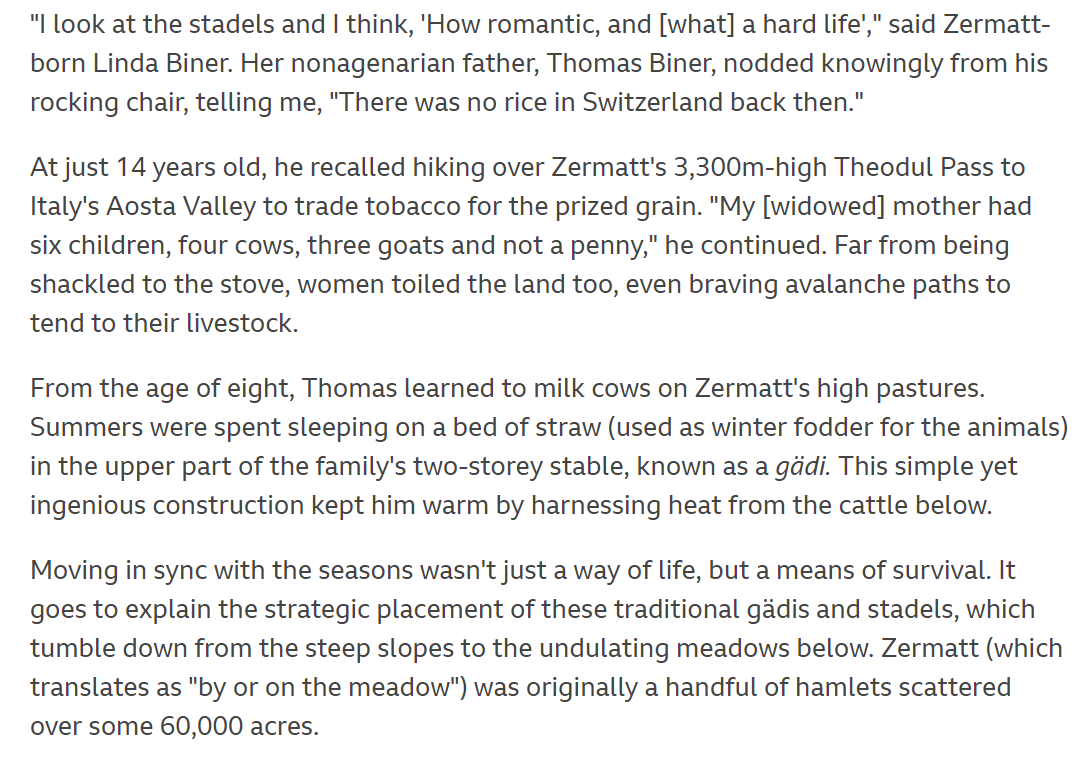 "I look at the stadels and I think, 'How romantic, and [what] a hard life'," said Zermatt-
born Linda Biner. Her nonagenarian father, Thomas Biner, nodded knowingly from his
rocking chair, telling me, "There was no rice in Switzerland back then."
At just 14 years old, he recalled hiking over Zermatt's 3,300m-high Theodul Pass to
Italy's Aosta Valley to trade tobacco for the prized grain. "My [widowed] mother had
six children, four cows, three goats and not a penny," he continued. Far from being
shackled to the stove, women toiled the land too, even braving avalanche paths to
tend to their livestock.
From the age of eight, Thomas learned to milk cows on Zermatt's high pastures.
Summers were spent sleeping on a bed of straw (used as winter fodder for the animals)
in the upper part of the family's two-storey stable, known as a gädi. This simple yet
ingenious construction kept him warm by harnessing heat from the cattle below.
Moving in sync with the seasons wasn't just a way of life, but a means of survival. It
goes to explain the strategic placement of these traditional gädis and stadels, which
tumble down from the steep slopes to the undulating meadows below. Zermatt (which
translates as "by or on the meadow") was originally a handful of hamlets scattered
over some 60,000 acres.